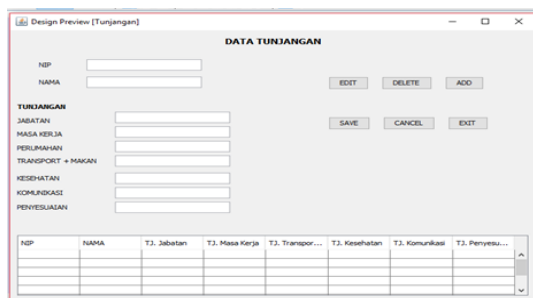 Design Preview [Tunjangan]
DATA TUNJANGAN
NIP
NAMA
EDIT DELETE ADD
TUNJANGAN
JABATAN
SAVE CANCEL EXIT
MASA KERJA
PERUMAHAN
TRANSPORT + MAKAN
KESEHATAN
KOMUNIKASI
PENYESUAIAN
NIP NAMA TJ. Jabatan TJ. Masa Kerja TJ. Transpor... TJ. Kesehatan TJ. Komunikasi TJ. Penyesu...